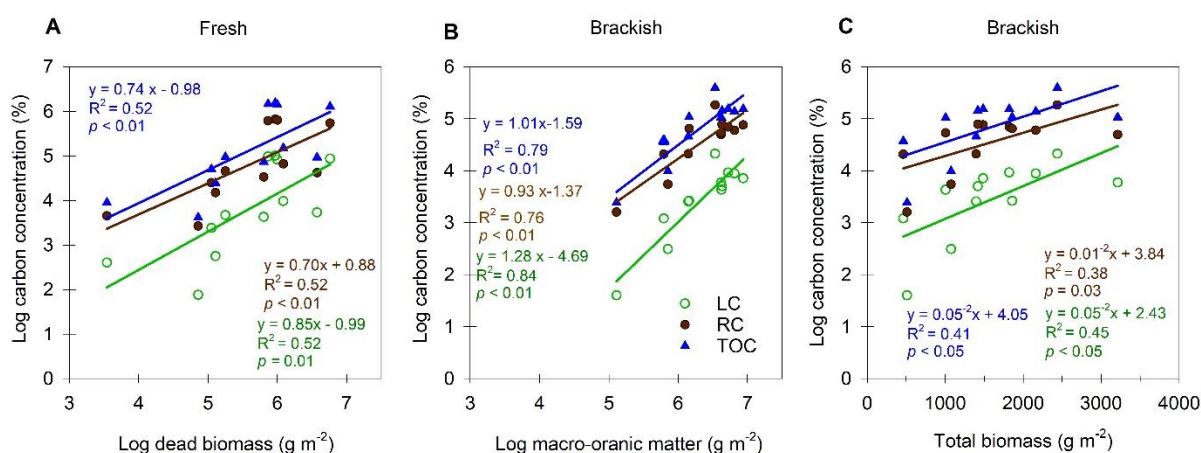 A
Fresh
Log carbon concentration (%)
7
6
5
4
3
2
1
0
y = 0.74 x - 0.98
R² = 0.52
p < 0.01
y = 0.70x + 0.88
R² = 0.52
p < 0.01
y = 0.85x - 0.99
R² = 0.52
p = 0.01
3 4 5 6 7
Log dead biomass (g m⁻²)
B
Brackish
Log carbon concentration (%)
6
5
4
3
2
1
0
y = 1.01x-1.59
R² = 0.79
p < 0.01
y = 0.93 x-1.37
R² = 0.76
p < 0.01
y = 1.28 x - 4.69
R² = 0.84
p < 0.01
LC
RC
TOC
3 4 5 6 7
Log macro-oranic matter (g m⁻²)
C
Brackish
Log carbon concentration (%)
6
5
4
3
2
1
0
y = 0.01⁻²x + 3.84
R² = 0.38
p = 0.03
y = 0.05⁻²x + 4.05
R² = 0.41
p < 0.05
y = 0.05⁻²x + 2.43
R² = 0.45
p < 0.05
0 1000 2000 3000 4000
Total biomass (g m⁻²)